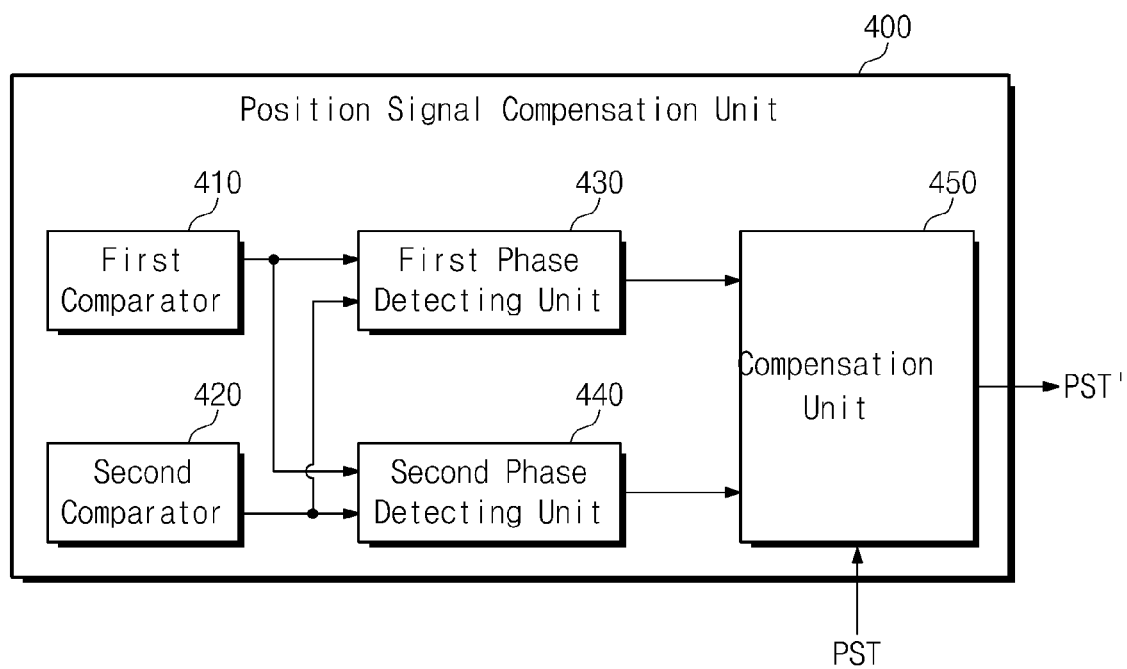 400
Position Signal Compensation Unit
410
430
450
First
Comparator
First Phase
Detecting Unit
Compensation
Unit
PST'
420
440
Second
Comparator
Second Phase
Detecting Unit
PST